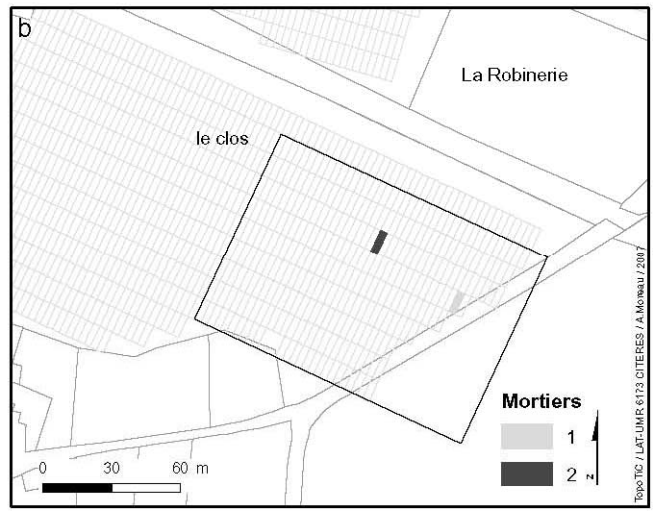 b
La Robinerie
le clos
Mortiers
1
2
N
0 30 60 m
TopoTIC / LAT-UMR 6173 CITERES / A.Moreau / 2007